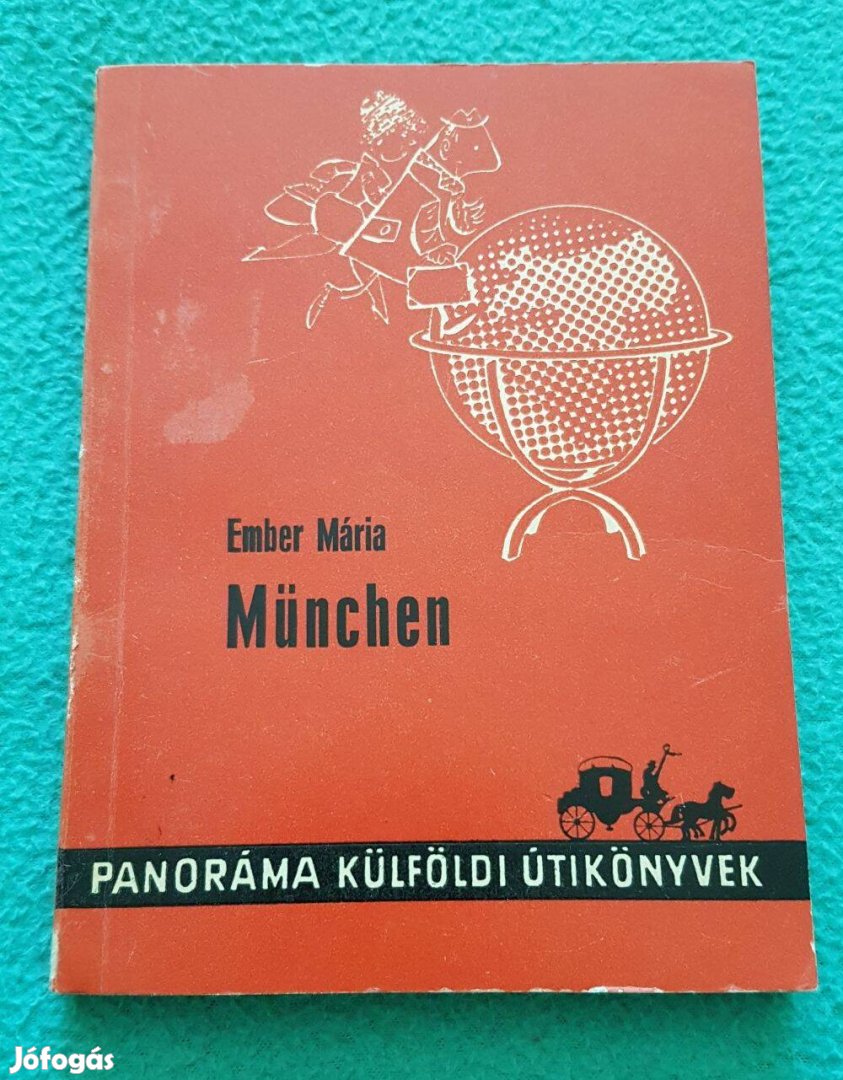 Ember Mária
München
PANORÁMA KÜLFÖLDI ÚTIKÖNYVEK
Jófogás